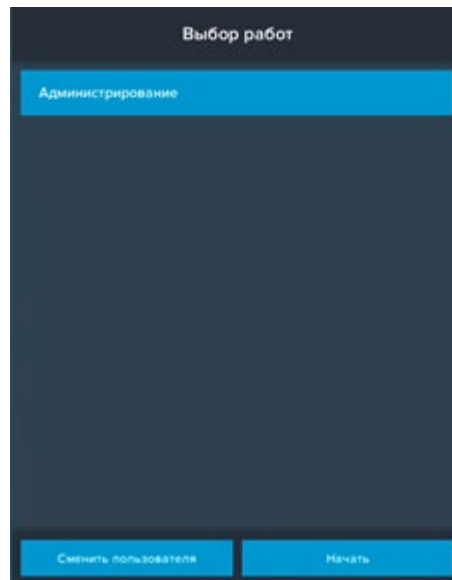 Выбор работ
Администрирование
Сменить пользователя
Начать